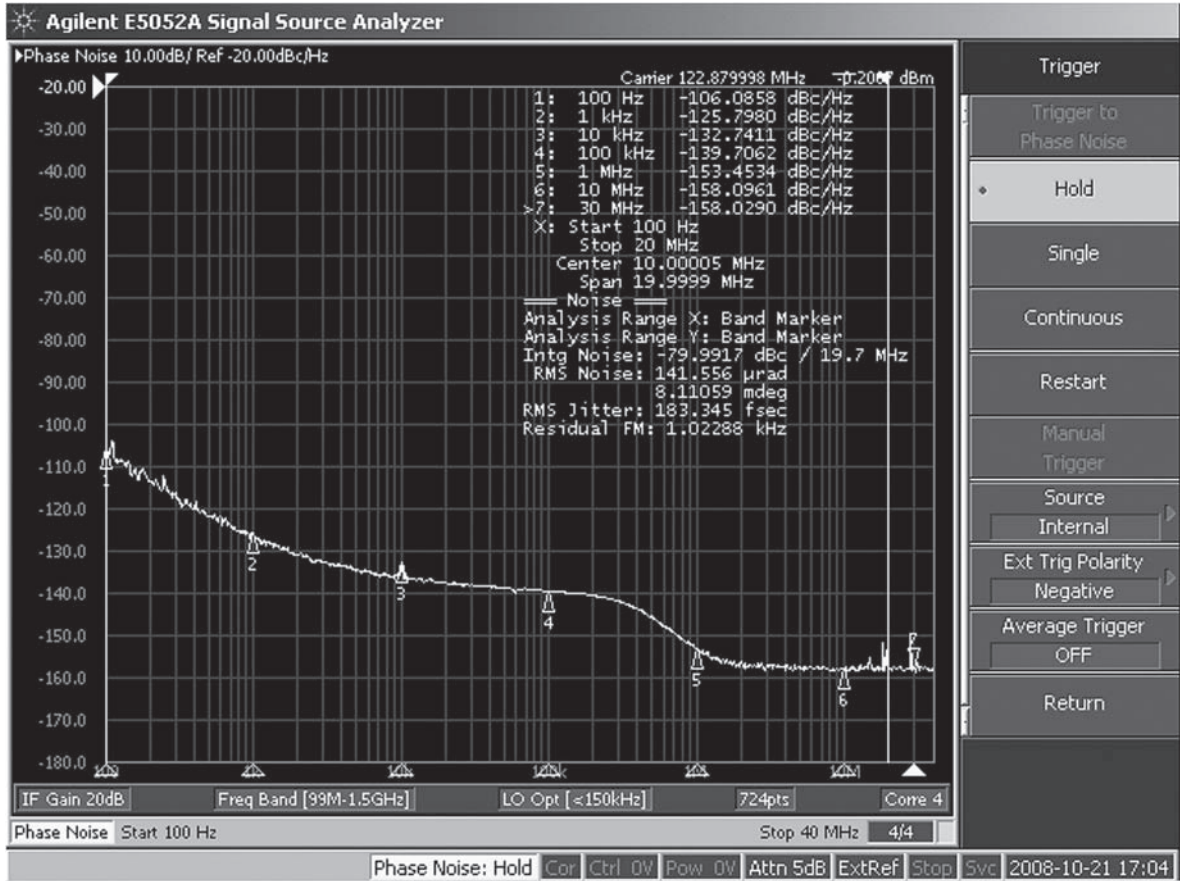 Agilent E5052A Signal Source Analyzer
Phase Noise 10.00dB/ Ref -20.00dBc/Hz
Carrier 122.879998 MHz dBm
-20.00
-30.00
-40.00
-50.00
-60.00
-70.00
-80.00
-90.00
-100.0
-110.0
-120.0
-130.0
-140.0
-150.0
-160.0
-170.0
-180.0
1: 100 Hz -106.0858 dBc/Hz
2: 1 kHz -125.7980 dBc/Hz
3: 10 kHz -132.7411 dBc/Hz
4: 100 kHz -139.7062 dBc/Hz
5: 1 MHz -153.4534 dBc/Hz
6: 10 MHz -158.0961 dBc/Hz
>7: 30 MHz -158.0290 dBc/Hz
X: Start 100 Hz
Stop 20 MHz
Center 10.00005 MHz
Span 19.9999 MHz
=== Noise ===
Analysis Range X: Band Marker
Analysis Range Y: Band Marker
Intg Noise: -79.9917 dBc / 19.7 MHz
RMS Noise: 141.556 µrad
8.11059 mdeg
RMS Jitter: 183.345 fsec
Residual FM: 1.02288 kHz
1
2
3
4
5
6
7
IF Gain 20dB
Freq Band [99M-1.5GHz]
LO Opt [<150kHz]
724pts
Corre 4
Phase Noise Start 100 Hz
Stop 40 MHz 4/4
Phase Noise: Hold Cor Ctrl 0V Pow 0V Attn 5dB ExtRef Stop Svc 2008-10-21 17:04
Trigger
Trigger to
Phase Noise
Hold
Single
Continuous
Restart
Manual
Trigger
Source
Internal
Ext Trig Polarity
Negative
Average Trigger
OFF
Return